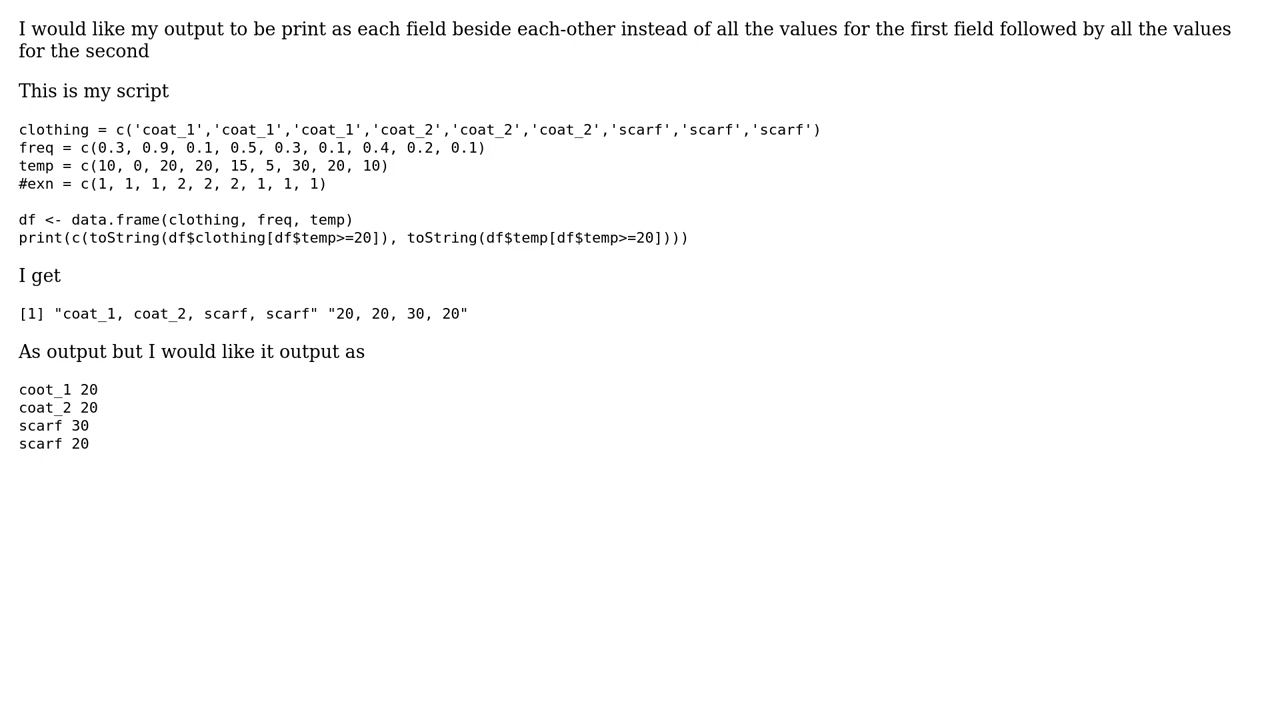 I would like my output to be print as each field beside each-other instead of all the values for the first field followed by all the values
for the second
This is my script
clothing = c('coat_1','coat_1','coat_1','coat_2','coat_2','coat_2','scarf','scarf','scarf')
freq = c(0.3, 0.9, 0.1, 0.5, 0.3, 0.1, 0.4, 0.2, 0.1)
temp = c(10, 0, 20, 20, 15, 5, 30, 20, 10)
#exn = c(1, 1, 1, 2, 2, 2, 1, 1, 1)
df <- data.frame(clothing, freq, temp)
print(c(toString(df$clothing[df$temp>=20]), toString(df$temp[df$temp>=20])))
I get
[1] "coat_1, coat_2, scarf, scarf" "20, 20, 30, 20"
As output but I would like it output as
coot_1 20
coat_2 20
scarf 30
scarf 20